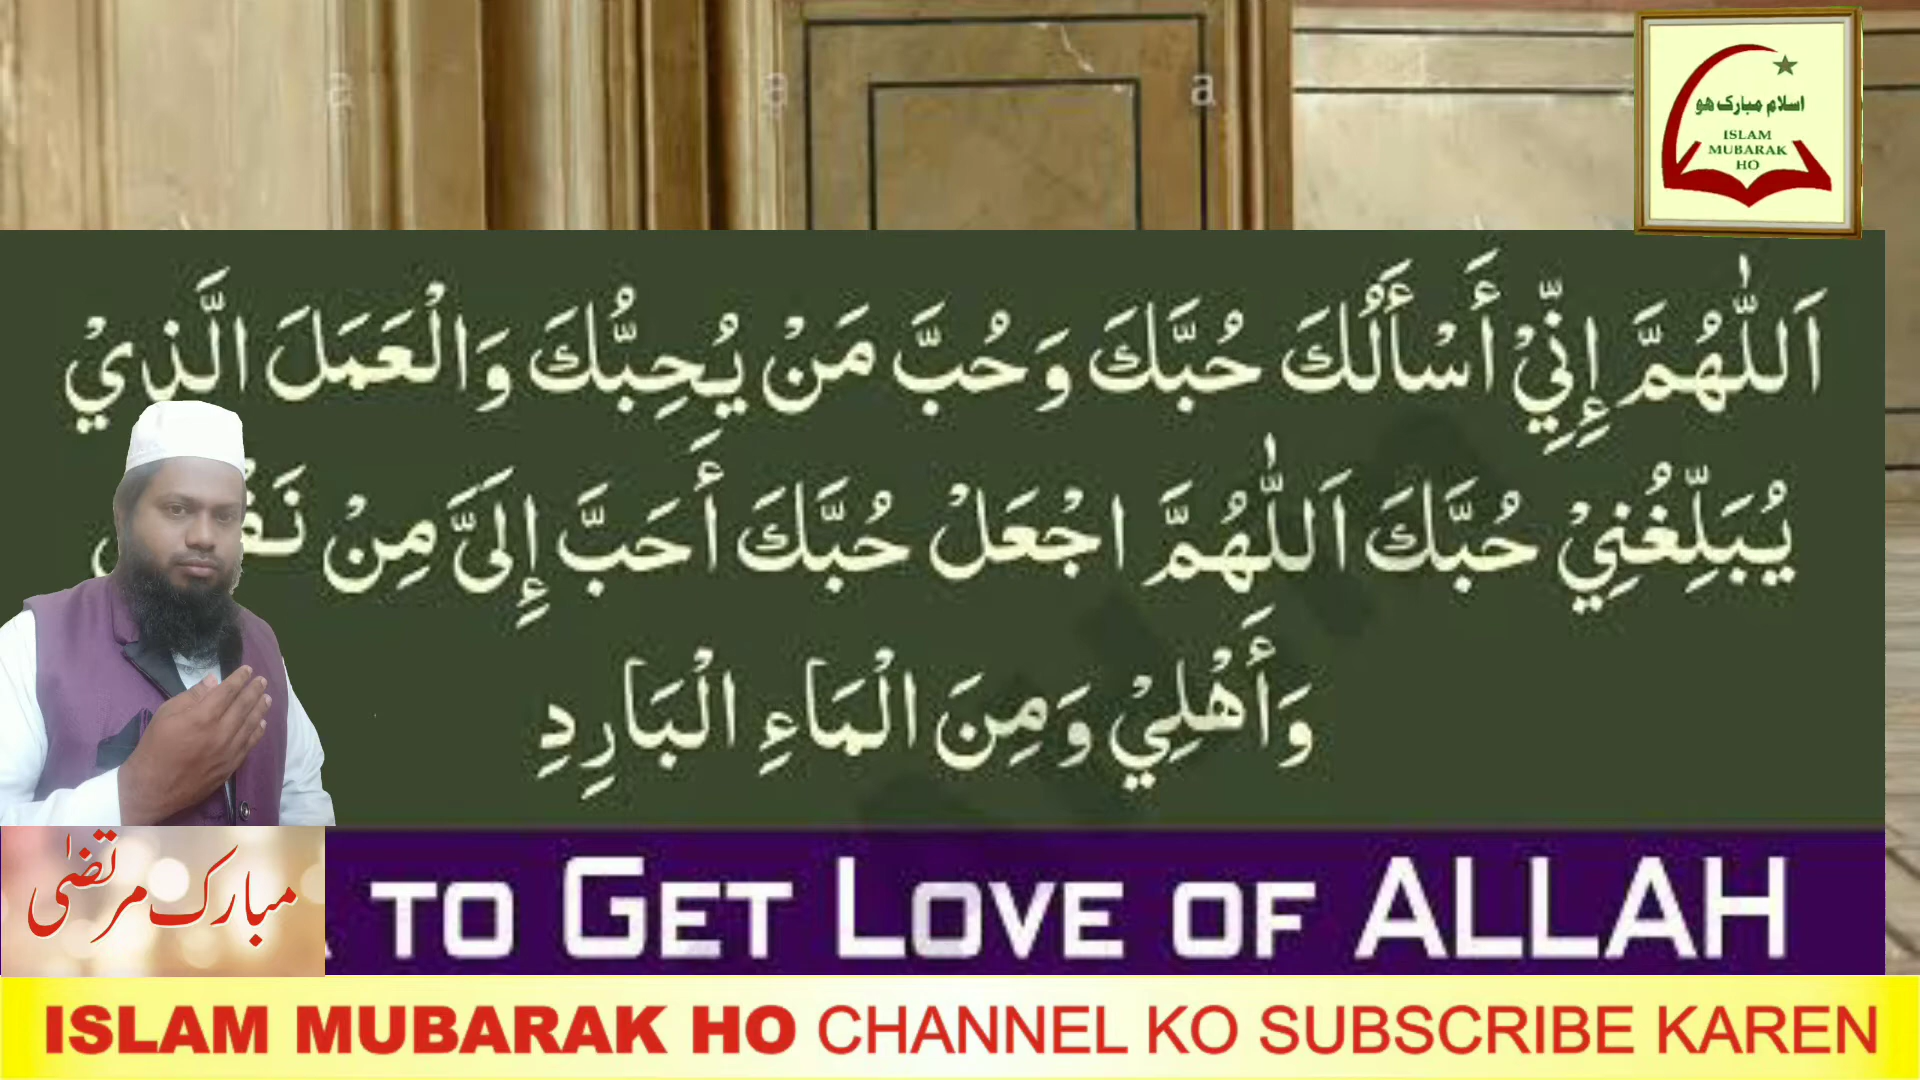 اسلام مبارک ھو
ISLAM
MUBARAK
HO
اَللّٰهُمَّ إِنِّيْ أَسْأَلُكَ حُبَّكَ وَحُبَّ مَنْ يُحِبُّكَ وَالْعَمَلَ الَّذِيْ
يُبَلِّغُنِيْ حُبَّكَ اَللّٰهُمَّ اجْعَلْ حُبَّكَ أَحَبَّ إِلَيَّ مِنْ
وَأَهْلِيْ وَمِنَ الْمَاءِ الْبَارِدِ
مبارک مرتضیٰ
TO GET LOVE OF ALLAH
ISLAM MUBARAK HO CHANNEL KO SUBSCRIBE KAREN
a a a